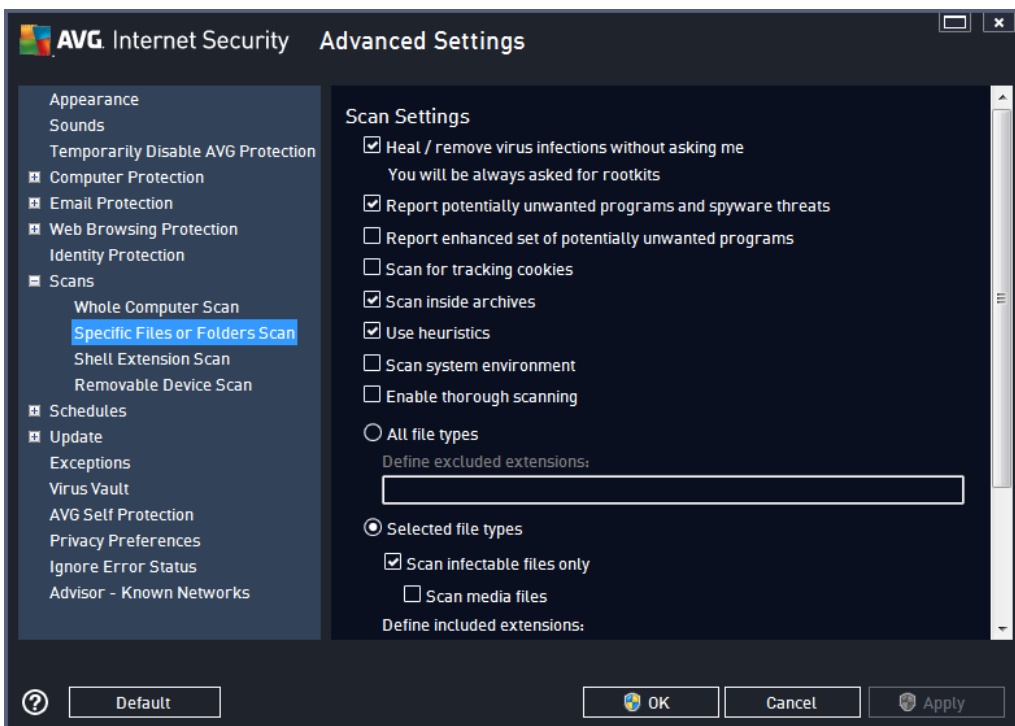 AVG. Internet Security Advanced Settings
Appearance
Sounds
Temporarily Disable AVG Protection
Computer Protection
Email Protection
Web Browsing Protection
Identity Protection
Scans
Whole Computer Scan
Specific Files or Folders Scan
Shell Extension Scan
Removable Device Scan
Schedules
Update
Exceptions
Virus Vault
AVG Self Protection
Privacy Preferences
Ignore Error Status
Advisor - Known Networks
Scan Settings
Heal / remove virus infections without asking me
You will be always asked for rootkits
Report potentially unwanted programs and spyware threats
Report enhanced set of potentially unwanted programs
Scan for tracking cookies
Scan inside archives
Use heuristics
Scan system environment
Enable thorough scanning
All file types
Define excluded extensions:
Selected file types
Scan infectable files only
Scan media files
Define included extensions:
? Default OK Cancel Apply